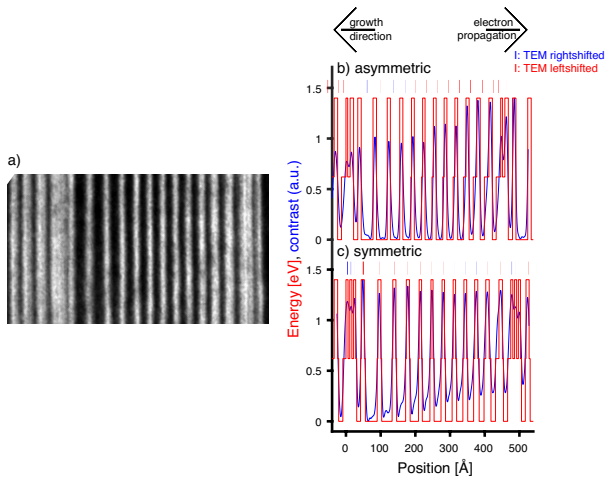 growth
direction
electron
propagation
I: TEM rightshifted
I: TEM leftshifted
b) asymmetric
a)
1.5
1
0.5
0
c) symmetric
1.5
1
0.5
0
Energy [eV], contrast (a.u.)
0 100 200 300 400 500
Position [Å]